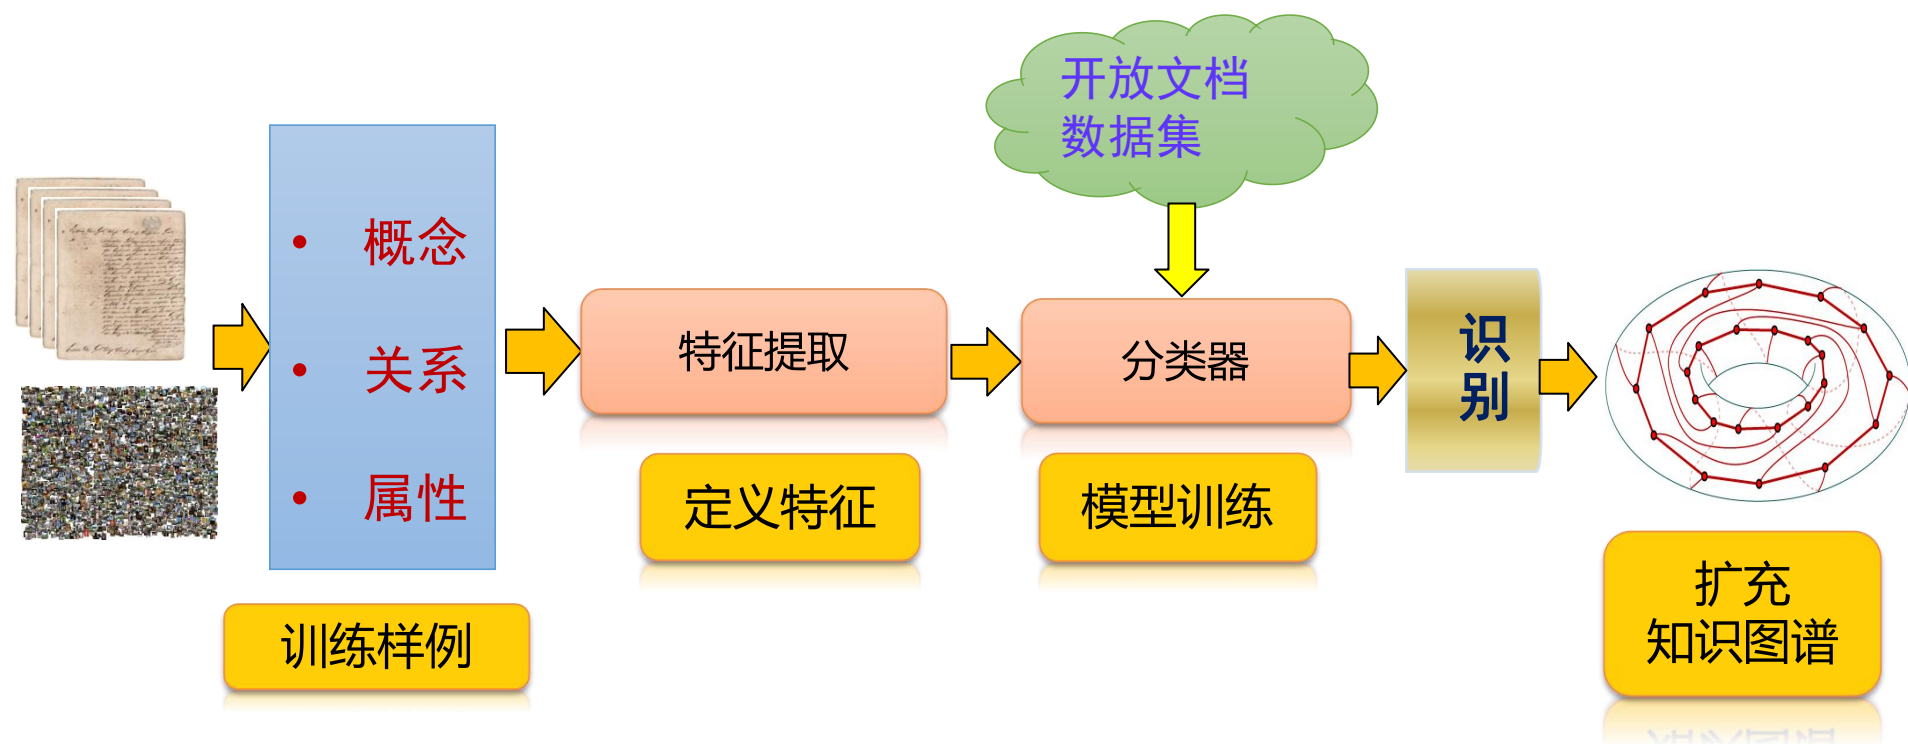 开放文档
数据集
• 概念
• 关系
• 属性
特征提取
分类器
识
别
定义特征
模型训练
训练样例
扩充
知识图谱